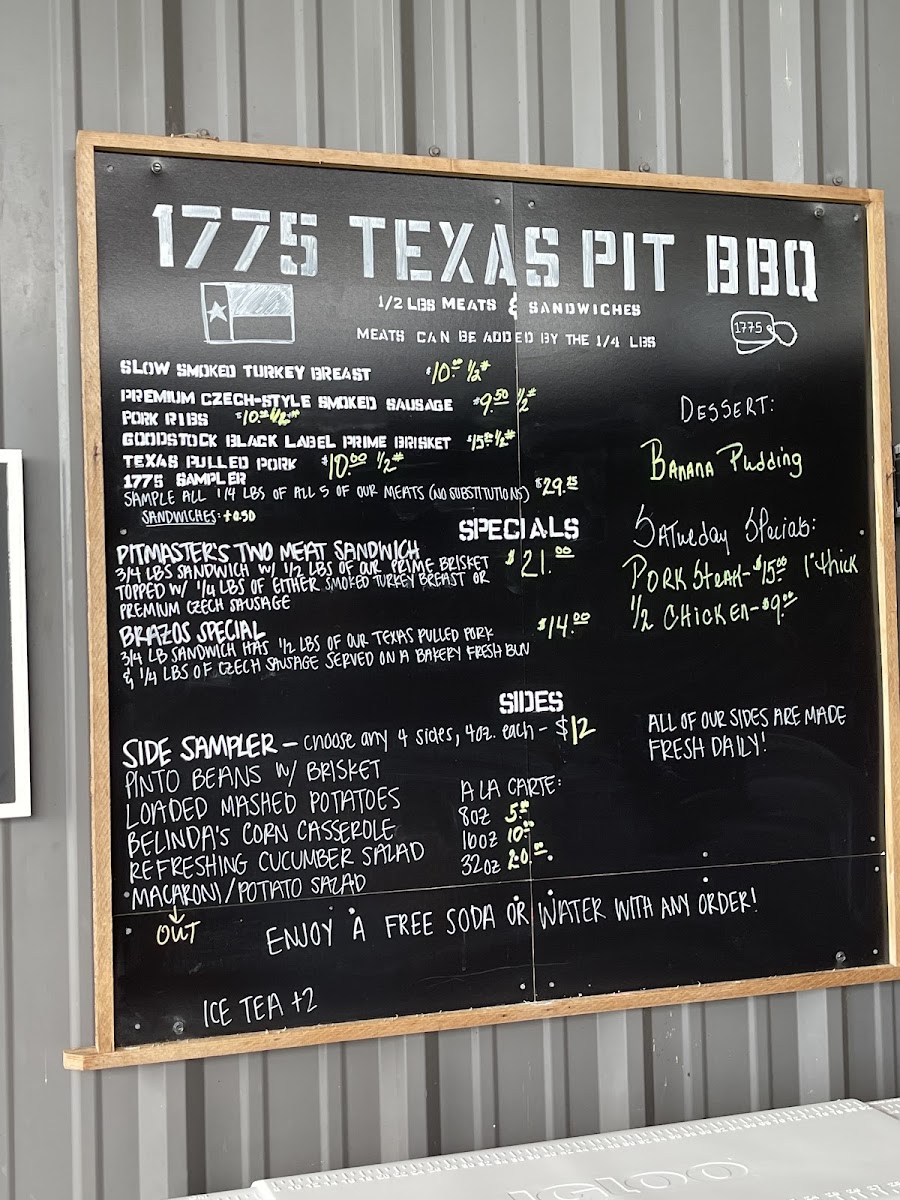 1775 TEXAS PIT BBQ
1/2 LBS MEATS & SANDWICHES
MEATS CAN BE ADDED BY THE 1/4 LBS
1775
SLOW SMOKED TURKEY BREAST $10.00 1/2#
PREMIUM CZECH-STYLE SMOKED SAUSAGE $9.50 1/2#
PORK RIBS $10.00 1/2#
GOODSTOCK BLACK LABEL PRIME BRISKET $15.00 1/2#
TEXAS PULLED PORK $10.00 1/2#
1775 SAMPLER
SAMPLE ALL 1/4 LBS OF ALL 5 OF OUR MEATS (NO SUBSTITUTIONS) $29.25
SANDWICHES: +0.50
DESSERT:
BANANA PUDDING
SPECIALS
PITMASTER'S TWO MEAT SANDWICH
3/4 LBS SANDWICH W/ 1/2 LBS OF OUR PRIME BRISKET $21.00
TOPPED W/ 1/4 LBS OF EITHER SMOKED TURKEY BREAST OR
PREMIUM CZECH SAUSAGE
BRAZOS SPECIAL $14.00
3/4 LB SANDWICH HAS 1/2 LBS OF OUR TEXAS PULLED PORK
& 1/4 LBS OF CZECH SAUSAGE SERVED ON A BAKERY FRESH BUN
SATURDAY SPECIALS:
PORK STEAK-$15.00 1" thick
1/2 CHICKEN-$9.00
SIDES
SIDE SAMPLER - choose any 4 sides, 4oz. each - $12
PINTO BEANS W/ BRISKET
LOADED MASHED POTATOES
BELINDA'S CORN CASSEROLE
REFRESHING CUCUMBER SALAD
MACARONI/POTATO SALAD
OUT
A LA CARTE:
8OZ 5.00
16OZ 10.00
32OZ 20.00
ALL OF OUR SIDES ARE MADE
FRESH DAILY!
ENJOY A FREE SODA OR WATER WITH ANY ORDER!
ICE TEA +2
igloo